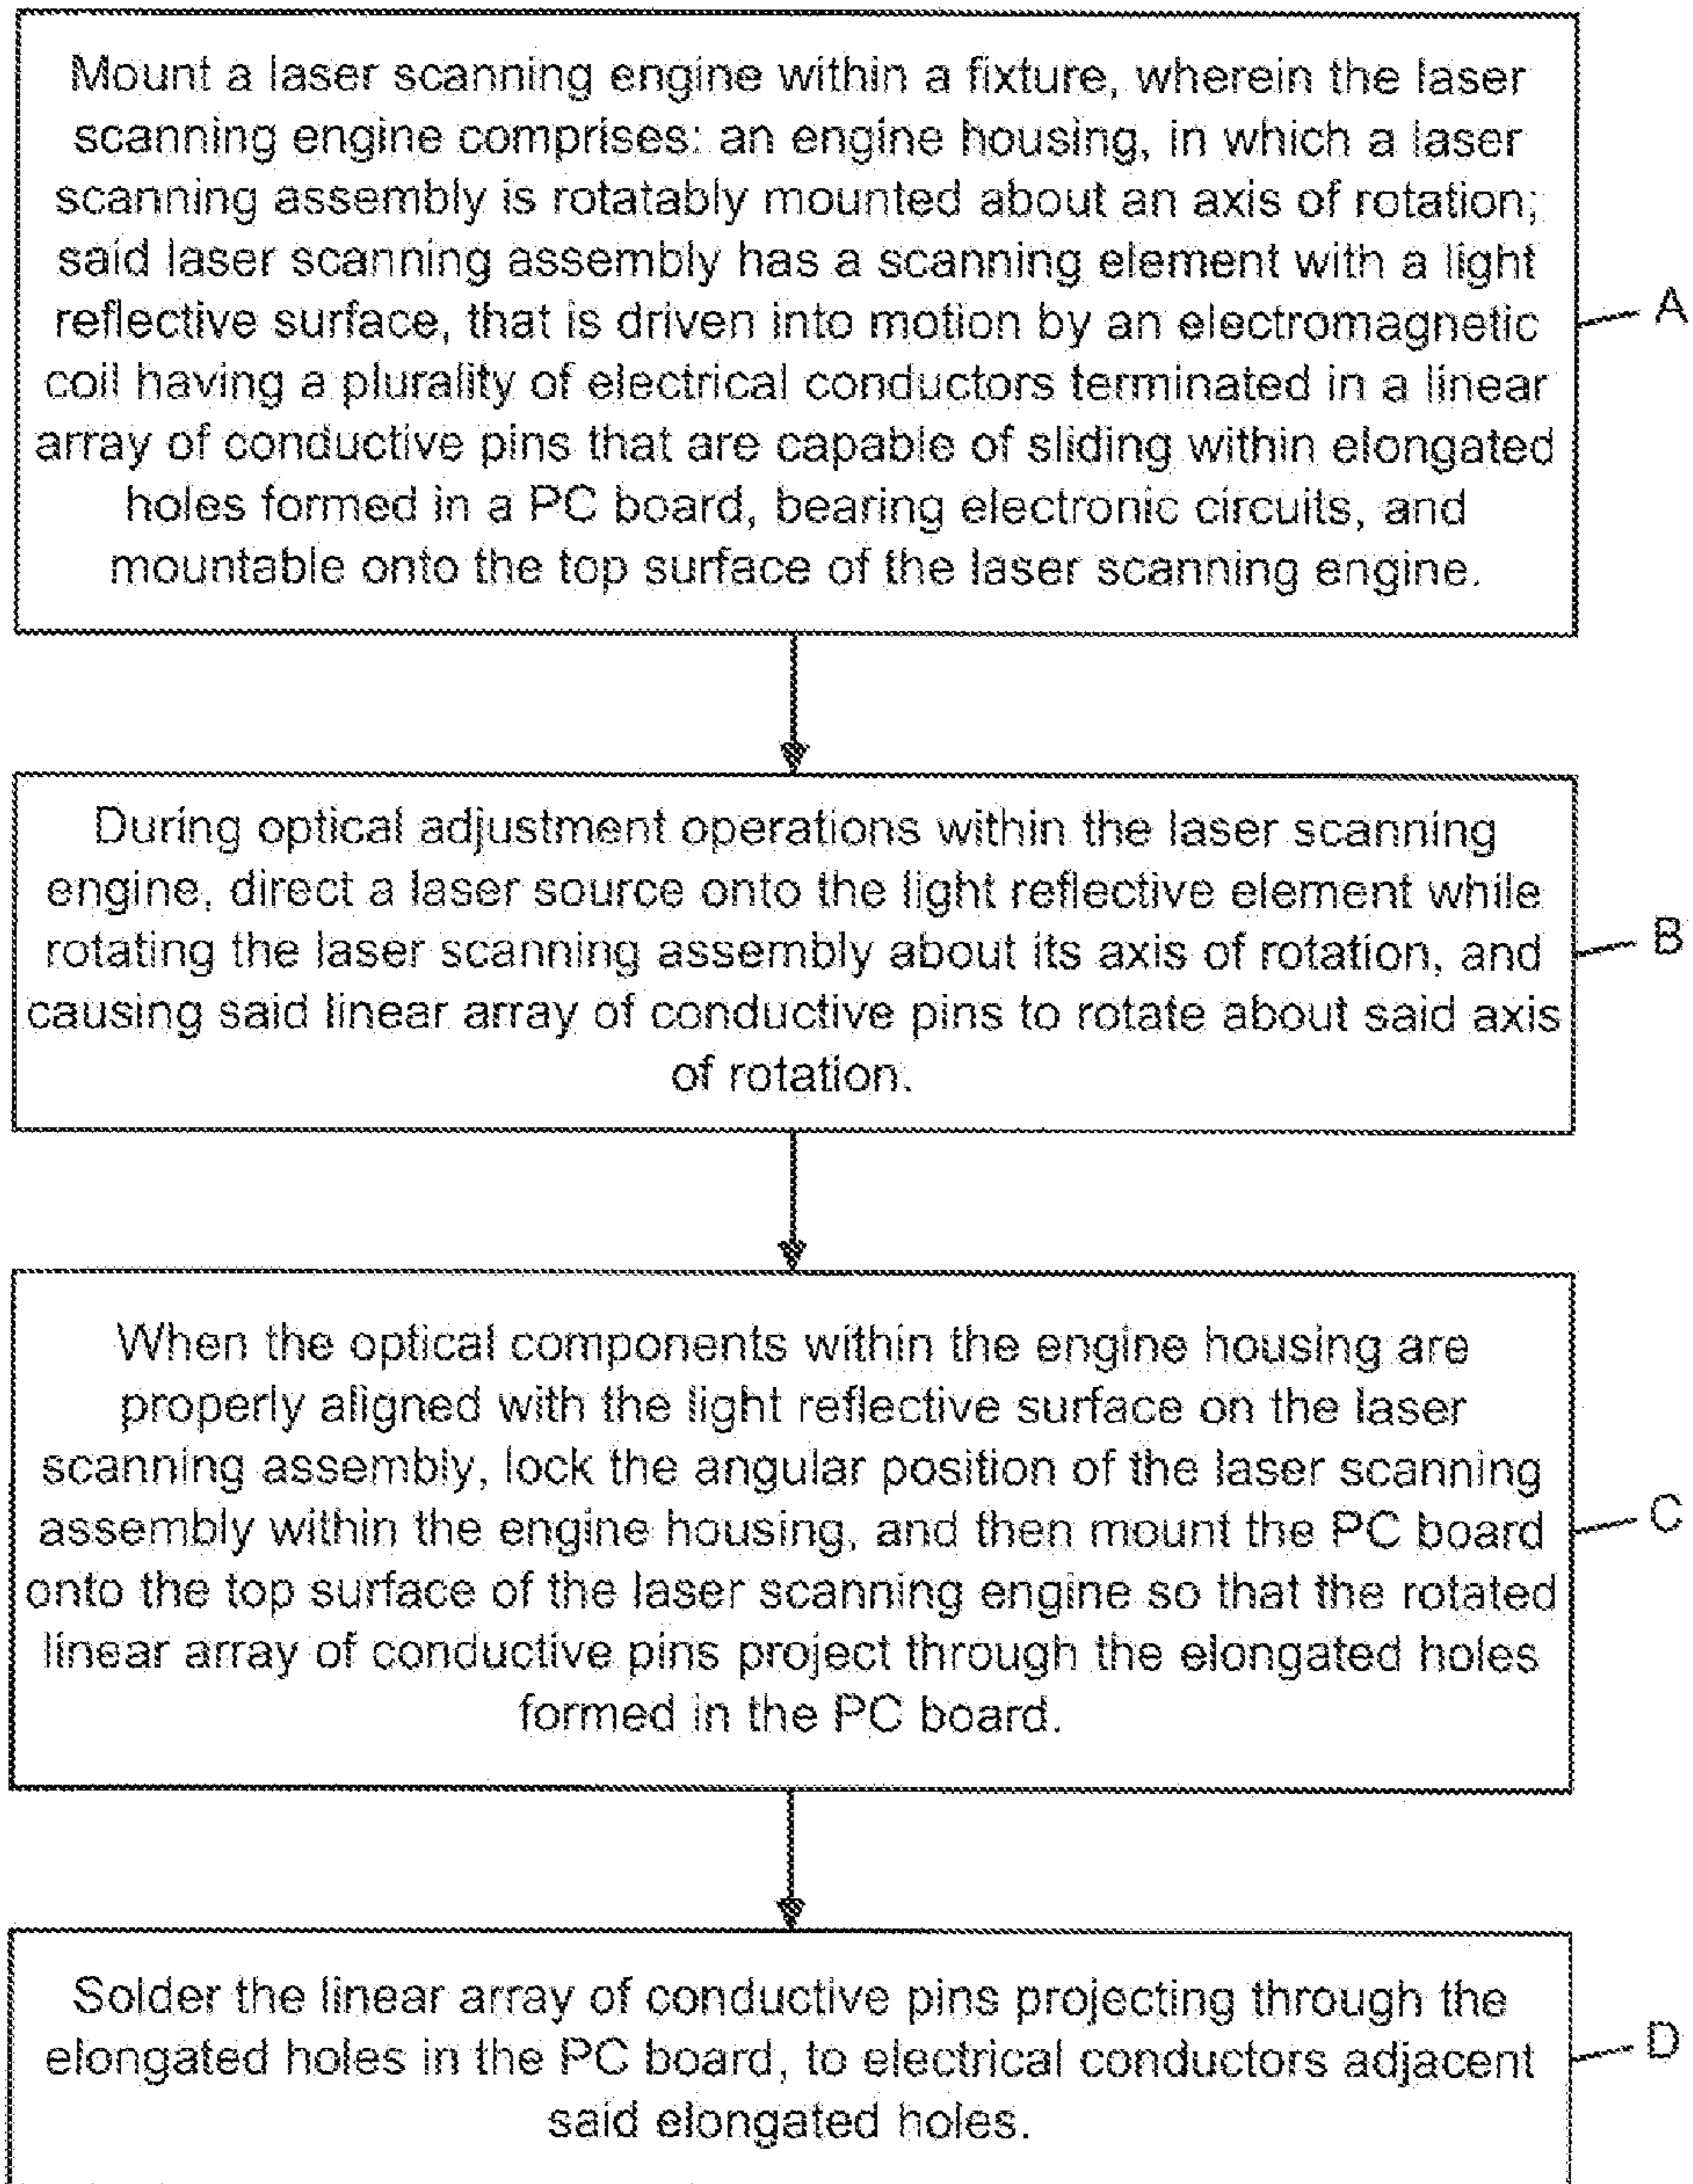 Mount a laser scanning engine within a fixture, wherein the laser
scanning engine comprises: an engine housing, in which a laser
scanning assembly is rotatably mounted about an axis of rotation;
said laser scanning assembly has a scanning element with a light
reflective surface, that is driven into motion by an electromagnetic
coil having a plurality of electrical conductors terminated in a linear
array of conductive pins that are capable of sliding within elongated
holes formed in a PC board, bearing electronic circuits, and
mountable onto the top surface of the laser scanning engine.
A
During optical adjustment operations within the laser scanning
engine, direct a laser source onto the light reflective element while
rotating the laser scanning assembly about its axis of rotation, and
causing said linear array of conductive pins to rotate about said axis
of rotation.
B
When the optical components within the engine housing are
properly aligned with the light reflective surface on the laser
scanning assembly, lock the angular position of the laser scanning
assembly within the engine housing, and then mount the PC board
onto the top surface of the laser scanning engine so that the rotated
linear array of conductive pins project through the elongated holes
formed in the PC board.
C
Solder the linear array of conductive pins projecting through the
elongated holes in the PC board, to electrical conductors adjacent
said elongated holes.
D